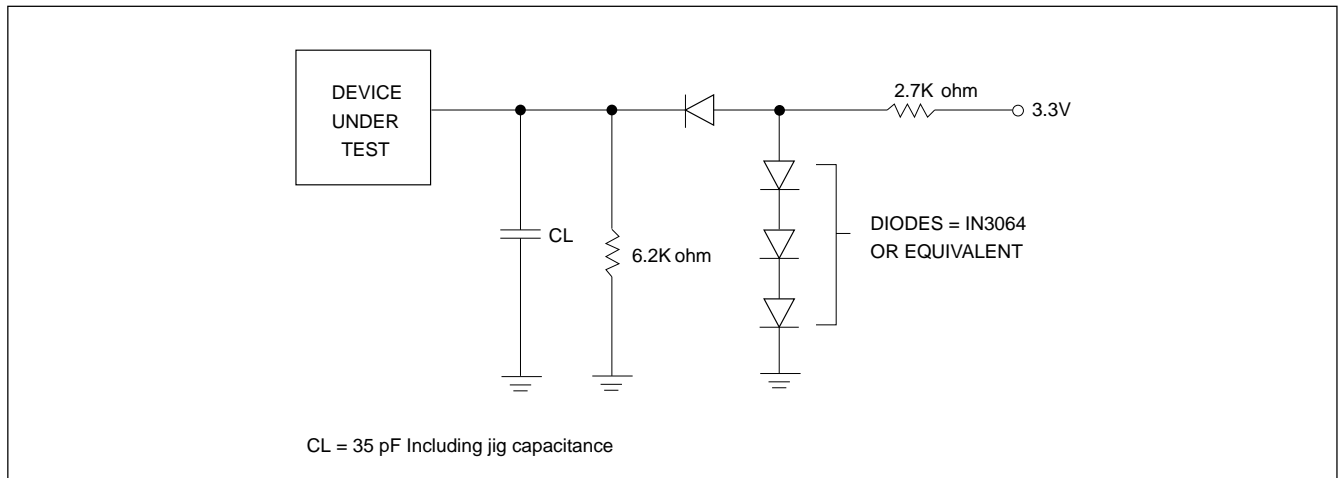 DEVICE
UNDER
TEST
2.7K ohm
3.3V
CL
6.2K ohm
DIODES = IN3064
OR EQUIVALENT
CL = 35 pF Including jig capacitance